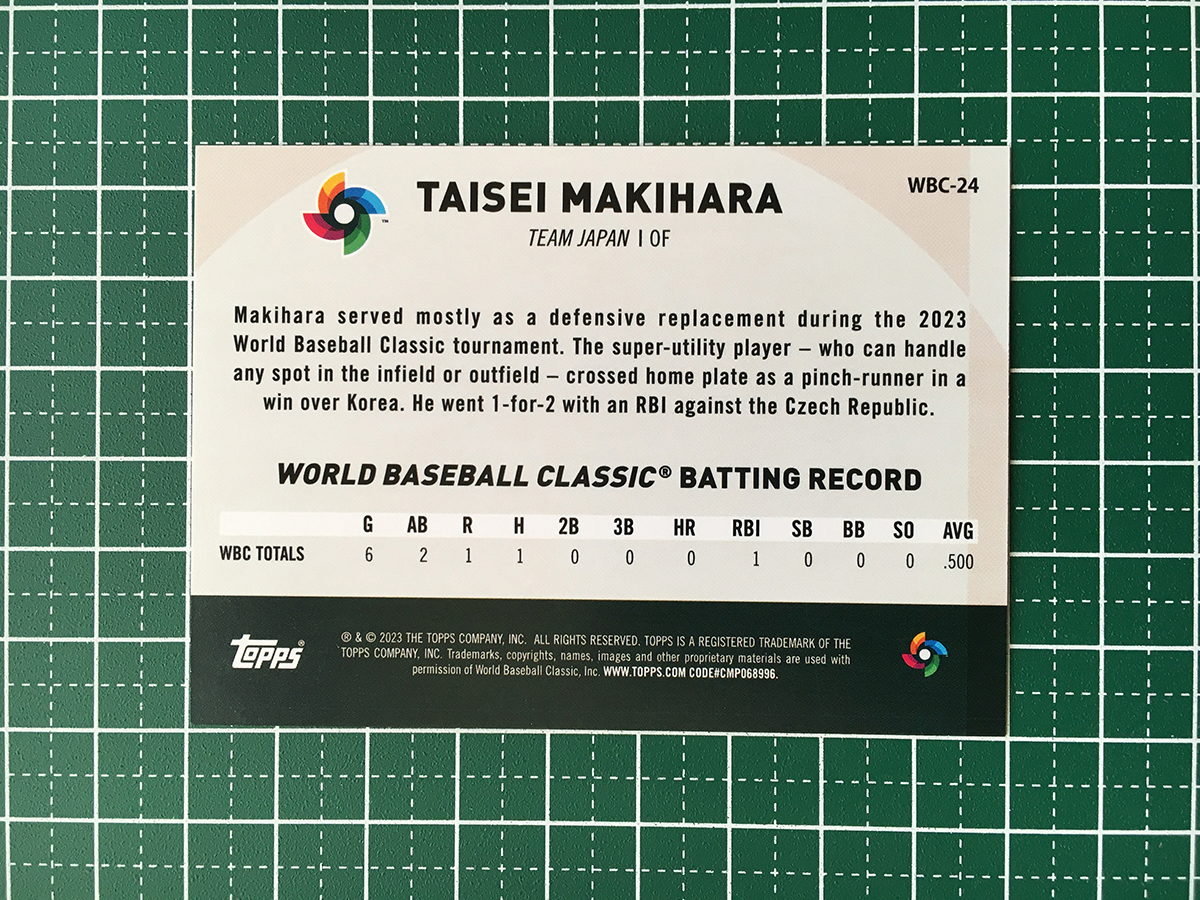 WBC-24
TAISEI MAKIHARA
™
TEAM JAPAN | OF
Makihara served mostly as a defensive replacement during the 2023
World Baseball Classic tournament. The super-utility player – who can handle
any spot in the infield or outfield – crossed home plate as a pinch-runner in a
win over Korea. He went 1-for-2 with an RBI against the Czech Republic.
WORLD BASEBALL CLASSIC® BATTING RECORD
G AB R H 2B 3B HR RBI SB BB SO AVG
WBC TOTALS 6 2 1 1 0 0 0 1 0 0 0 .500
topps®
® & © 2023 THE TOPPS COMPANY, INC. ALL RIGHTS RESERVED. TOPPS IS A REGISTERED TRADEMARK OF THE
TOPPS COMPANY, INC. Trademarks, copyrights, names, images and other proprietary materials are used with
permission of World Baseball Classic, Inc. WWW.TOPPS.COM CODE#CMP068996.